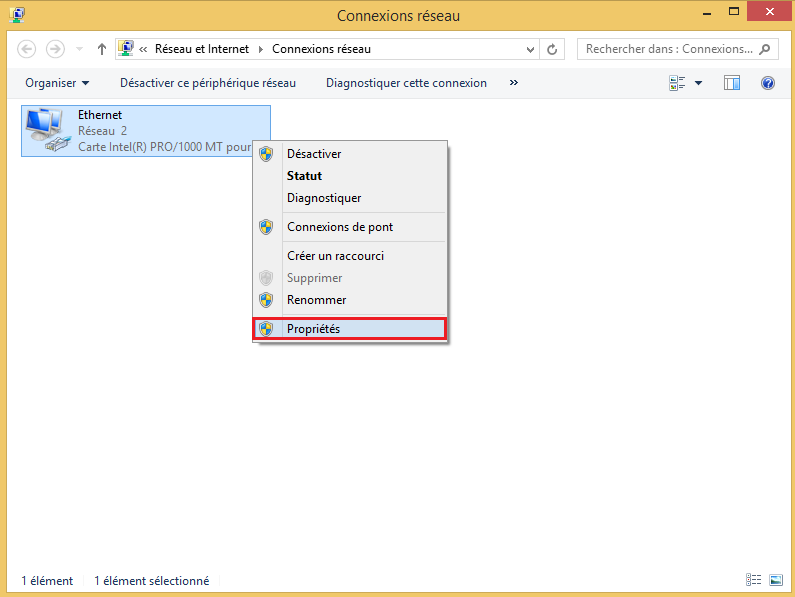 Connexions réseau
« Réseau et Internet Connexions réseau
Rechercher dans : Connexions...
Organiser Désactiver ce périphérique réseau Diagnostiquer cette connexion »
Ethernet
Réseau 2
Carte Intel(R) PRO/1000 MT pour
Désactiver
Statut
Diagnostiquer
Connexions de pont
Créer un raccourci
Supprimer
Renommer
Propriétés
1 élément 1 élément sélectionné